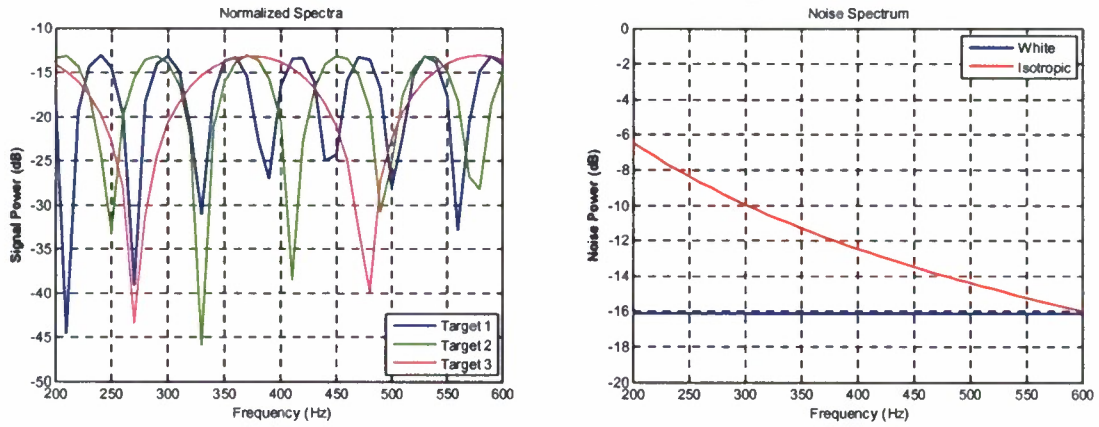 Normalized Spectra
-10
-15
-20
-25
-30
-35
-40
-45
-50
Signal Power (dB)
200 250 300 350 400 450 500 550 600
Frequency (Hz)
Target 1
Target 2
Target 3
Noise Spectrum
0
-2
-4
-6
-8
-10
-12
-14
-16
-18
-20
Noise Power (dB)
200 250 300 350 400 450 500 550 600
Frequency (Hz)
White
Isotropic